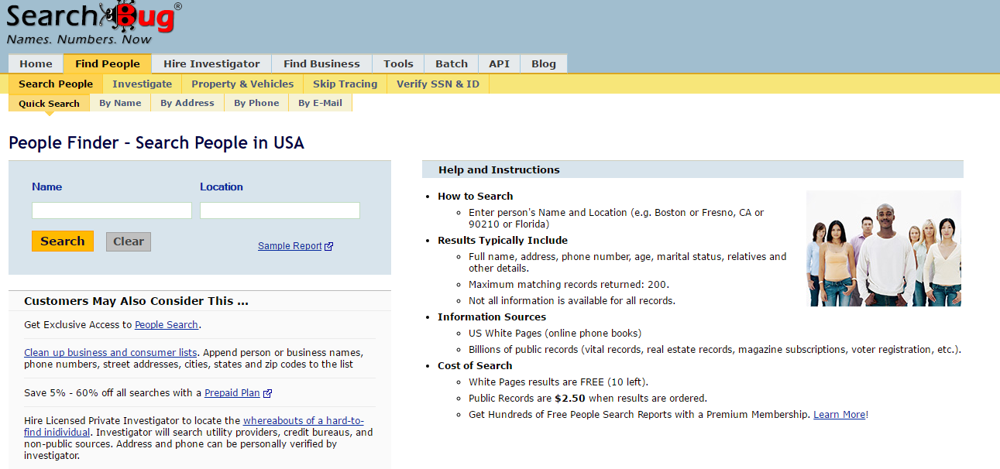 SearchBug®
Names. Numbers. Now
Home Find People Hire Investigator Find Business Tools Batch API Blog
Search People Investigate Property & Vehicles Skip Tracing Verify SSN & ID
Quick Search By Name By Address By Phone By E-Mail
People Finder - Search People in USA
Name Location
Search Clear Sample Report
Customers May Also Consider This ...
Get Exclusive Access to People Search.
Clean up business and consumer lists. Append person or business names,
phone numbers, street addresses, cities, states and zip codes to the list
Save 5% - 60% off all searches with a Prepaid Plan
Hire Licensed Private Investigator to locate the whereabouts of a hard-to-
find inidividual. Investigator will search utility providers, credit bureaus, and
non-public sources. Address and phone can be personally verified by
investigator.
Help and Instructions
• How to Search
Enter person's Name and Location (e.g. Boston or Fresno, CA or
90210 or Florida)
• Results Typically Include
Full name, address, phone number, age, marital status, relatives and
other details.
Maximum matching records returned: 200.
Not all information is available for all records.
• Information Sources
US White Pages (online phone books)
Billions of public records (vital records, real estate records, magazine subscriptions, voter registration, etc.).
• Cost of Search
White Pages results are FREE (10 left).
Public Records are $2.50 when results are ordered.
Get Hundreds of Free People Search Reports with a Premium Membership. Learn More!